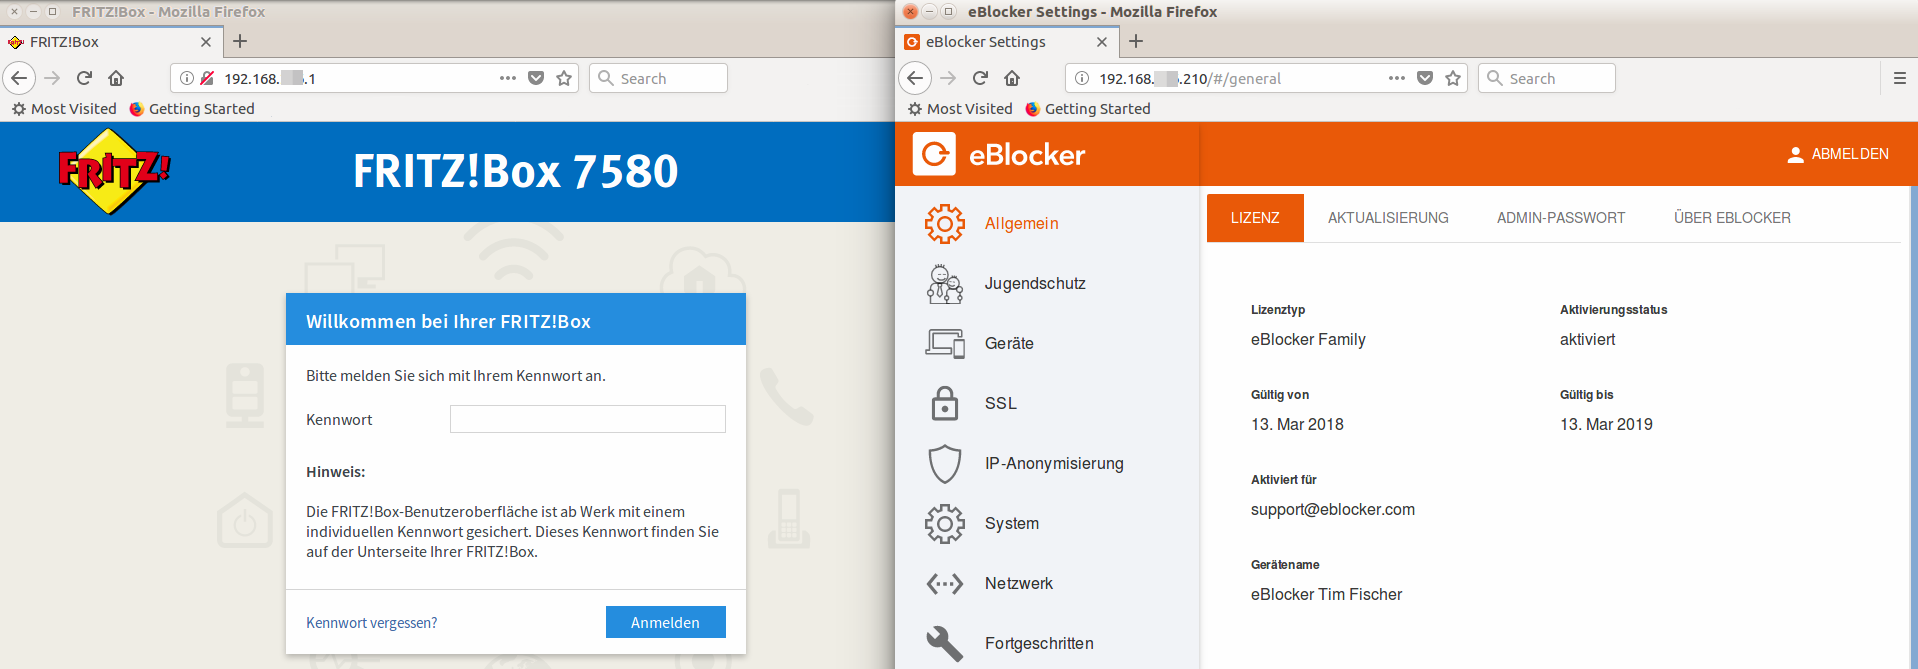 FRITZ!Box - Mozilla Firefox
FRITZ!Box
192.168. .1
Search
Most Visited
Getting Started
FRITZ!
FRITZ!Box 7580
Willkommen bei Ihrer FRITZ!Box
Bitte melden Sie sich mit Ihrem Kennwort an.
Kennwort
Hinweis:
Die FRITZ!Box-Benutzeroberfläche ist ab Werk mit einem
individuellen Kennwort gesichert. Dieses Kennwort finden Sie
auf der Unterseite Ihrer FRITZ!Box.
Kennwort vergessen?
Anmelden
eBlocker Settings - Mozilla Firefox
eBlocker Settings
192.168. .210/#/general
Search
Most Visited
Getting Started
eBlocker
ABMELDEN
Allgemein
Jugendschutz
Geräte
SSL
IP-Anonymisierung
System
Netzwerk
Fortgeschritten
LIZENZ
AKTUALISIERUNG
ADMIN-PASSWORT
ÜBER EBLOCKER
Lizenztyp
eBlocker Family
Aktivierungsstatus
aktiviert
Gültig von
13. Mar 2018
Gültig bis
13. Mar 2019
Aktiviert für
support@eblocker.com
Gerätename
eBlocker Tim Fischer